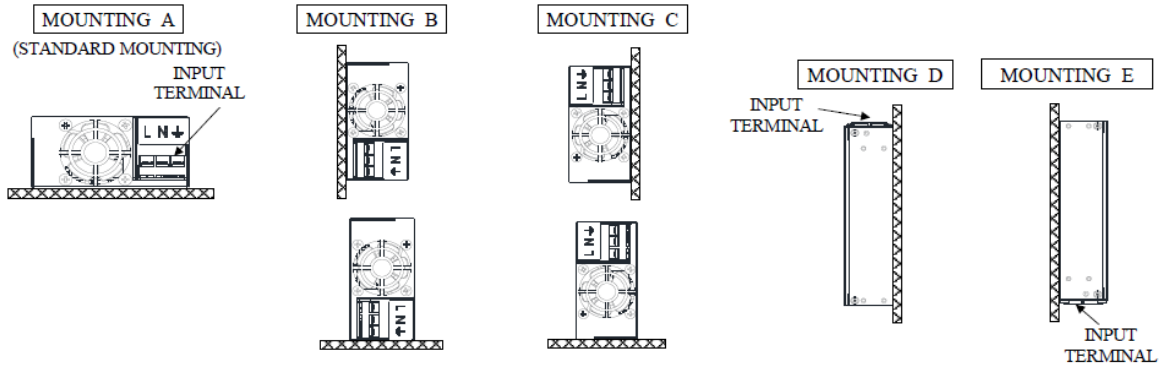 MOUNTING A
(STANDARD MOUNTING)
INPUT
TERMINAL
L N ⏚
MOUNTING B
L N ⏚
L N ⏚
MOUNTING C
L N ⏚
L N ⏚
MOUNTING D
INPUT
TERMINAL
MOUNTING E
INPUT
TERMINAL